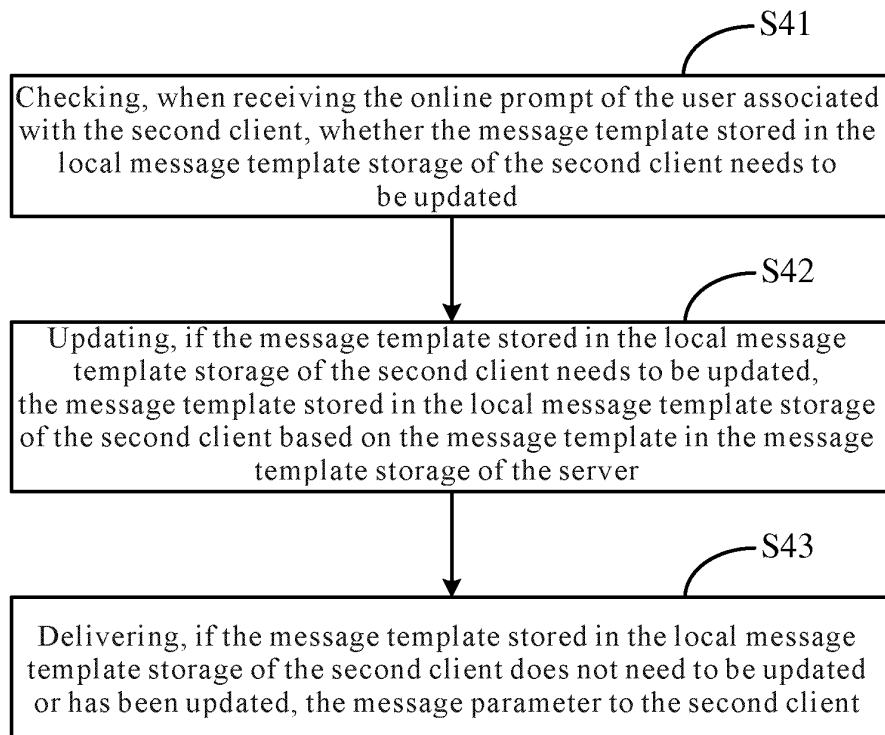 S41
Checking, when receiving the online prompt of the user associated
with the second client, whether the message template stored in the
local message template storage of the second client needs to
be updated
S42
Updating, if the message template stored in the local message
template storage of the second client needs to be updated,
the message template stored in the local message template storage
of the second client based on the message template in the message
template storage of the server
S43
Delivering, if the message template stored in the local message
template storage of the second client does not need to be updated
or has been updated, the message parameter to the second client